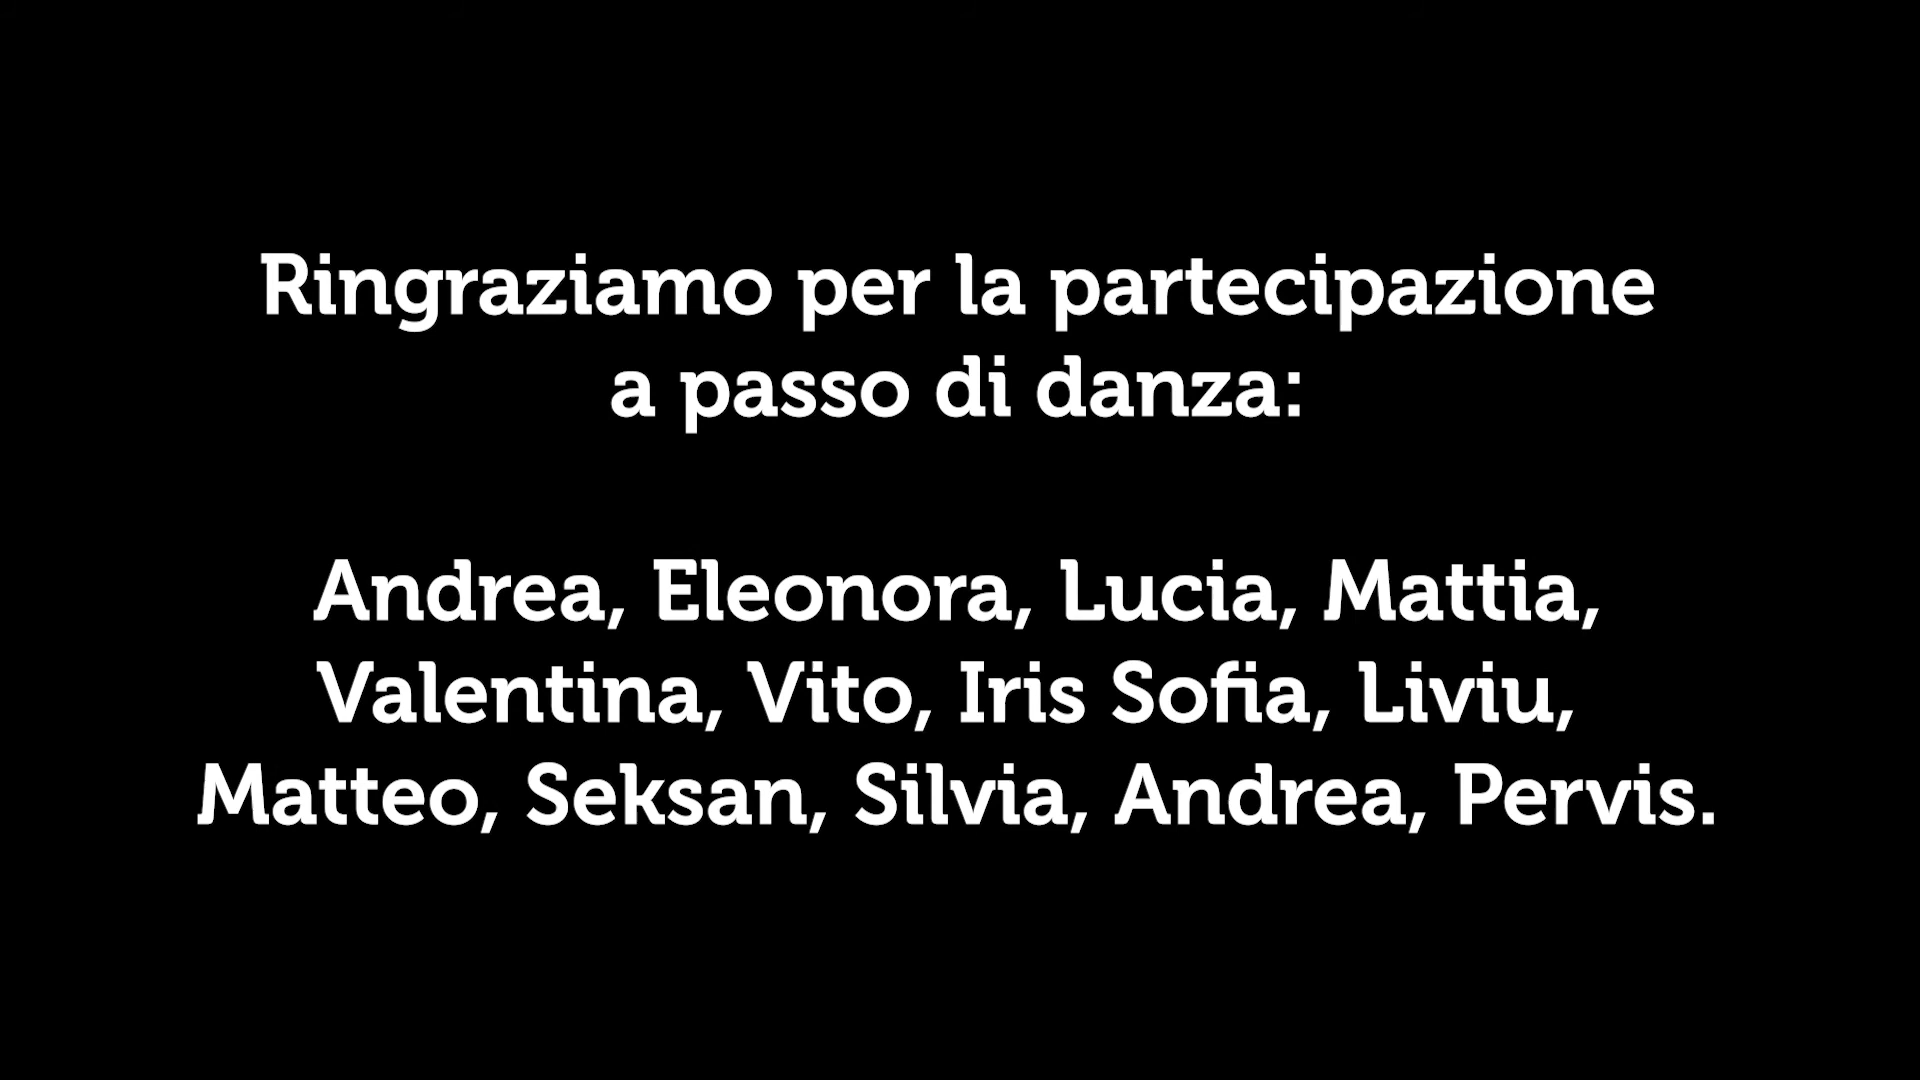 Ringraziamo per la partecipazione
a passo di danza:
Andrea, Eleonora, Lucia, Mattia,
Valentina, Vito, Iris Sofia, Liviu,
Matteo, Seksan, Silvia, Andrea, Pervis.